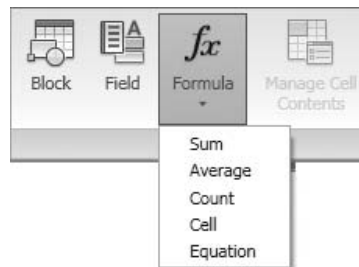 fx
Block
Field
Formula
Manage Cell
Contents
Sum
Average
Count
Cell
Equation